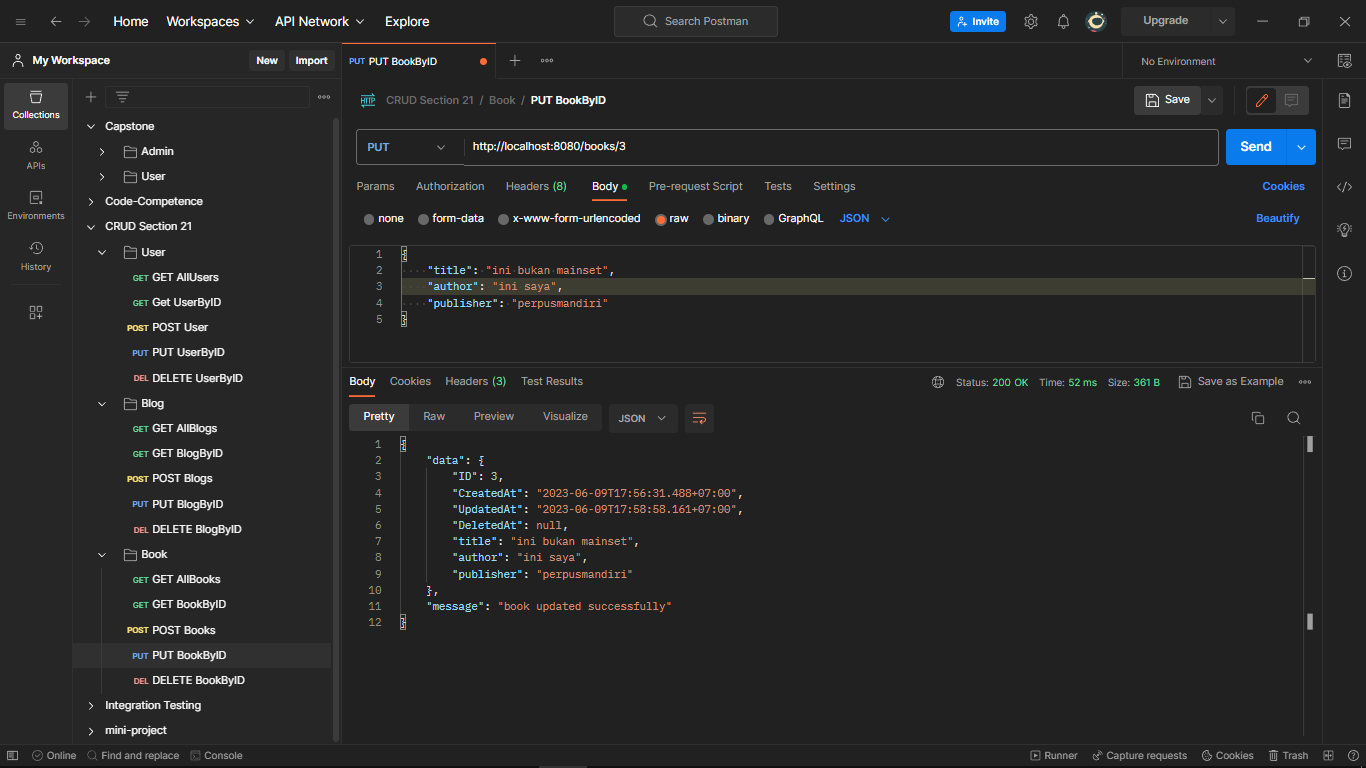 Home Workspaces API Network Explore Search Postman Invite Upgrade
My Workspace New Import PUT PUT BookByID No Environment
Collections
APIs
Environments
History
Capstone
Admin
User
Code-Competence
CRUD Section 21
User
GET GET AllUsers
GET Get UserByID
POST POST User
PUT PUT UserByID
DEL DELETE UserByID
Blog
GET GET AllBlogs
GET GET BlogByID
POST POST Blogs
PUT PUT BlogByID
DEL DELETE BlogByID
Book
GET GET AllBooks
GET GET BookByID
POST POST Books
PUT PUT BookByID
DEL DELETE BookByID
Integration Testing
mini-project
HTTP CRUD Section 21 / Book / PUT BookByID Save
PUT http://localhost:8080/books/3 Send
Params Authorization Headers (8) Body Pre-request Script Tests Settings Cookies
none form-data x-www-form-urlencoded raw binary GraphQL JSON Beautify
1 {
2 "title": "ini bukan mainset",
3 "author": "ini saya",
4 "publisher": "perpusmandiri"
5 }
Body Cookies Headers (3) Test Results Status: 200 OK Time: 52 ms Size: 361 B Save as Example
Pretty Raw Preview Visualize JSON
1 {
2 "data": {
3 "ID": 3,
4 "CreatedAt": "2023-06-09T17:56:31.488+07:00",
5 "UpdatedAt": "2023-06-09T17:58:58.161+07:00",
6 "DeletedAt": null,
7 "title": "ini bukan mainset",
8 "author": "ini saya",
9 "publisher": "perpusmandiri"
10 },
11 "message": "book updated successfully"
12 }
Online Find and replace Console Runner Capture requests Cookies Trash